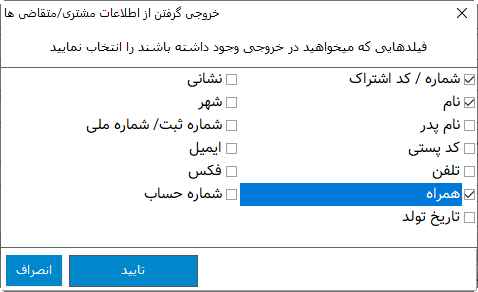 خروجی گرفتن از اطلاعات مشتری/متقاضی ها
فیلدهایی که میخواهید در خروجی وجود داشته باشند را انتخاب نمایید
شماره / کد اشتراک
نام
نام پدر
کد پستی
تلفن
همراه
تاریخ تولد
نشانی
شهر
شماره ثبت/ شماره ملی
ایمیل
فکس
شماره حساب
تایید
انصراف